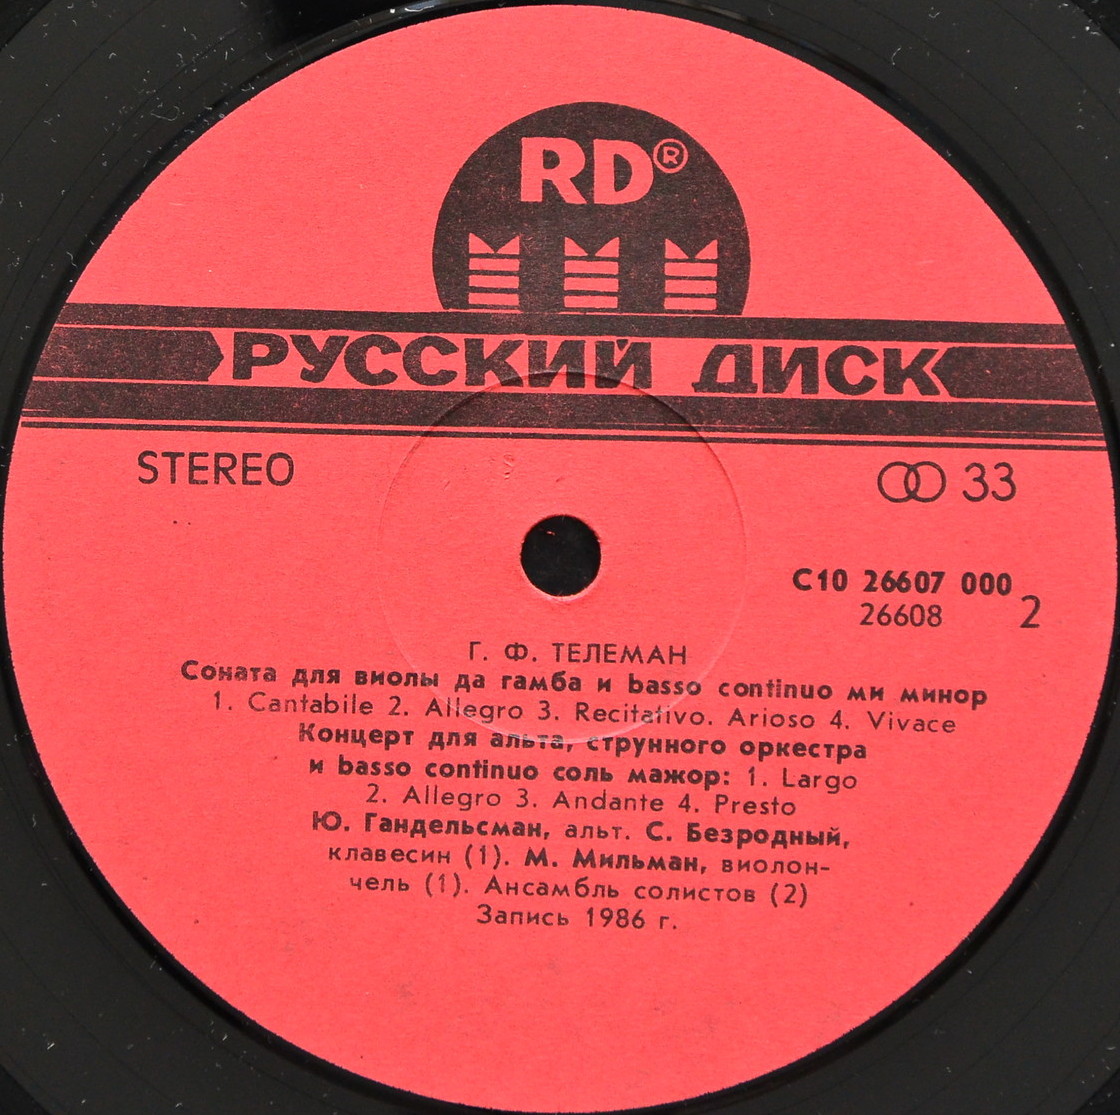 RD®
РУССКИЙ ДИСК
STEREO
33
С10 26607 000
26608
2
Г. Ф. ТЕЛЕМАН
Соната для виолы да гамба и basso continuo ми минор
1. Cantabile 2. Allegro 3. Recitativo. Arioso 4. Vivace
Концерт для альта, струнного оркестра
и basso continuo соль мажор: 1. Largo
2. Allegro 3. Andante 4. Presto
Ю. Гандельсман, альт. С. Безродный,
клавесин (1). М. Мильман, виолон-
чель (1). Ансамбль солистов (2)
Запись 1986 г.